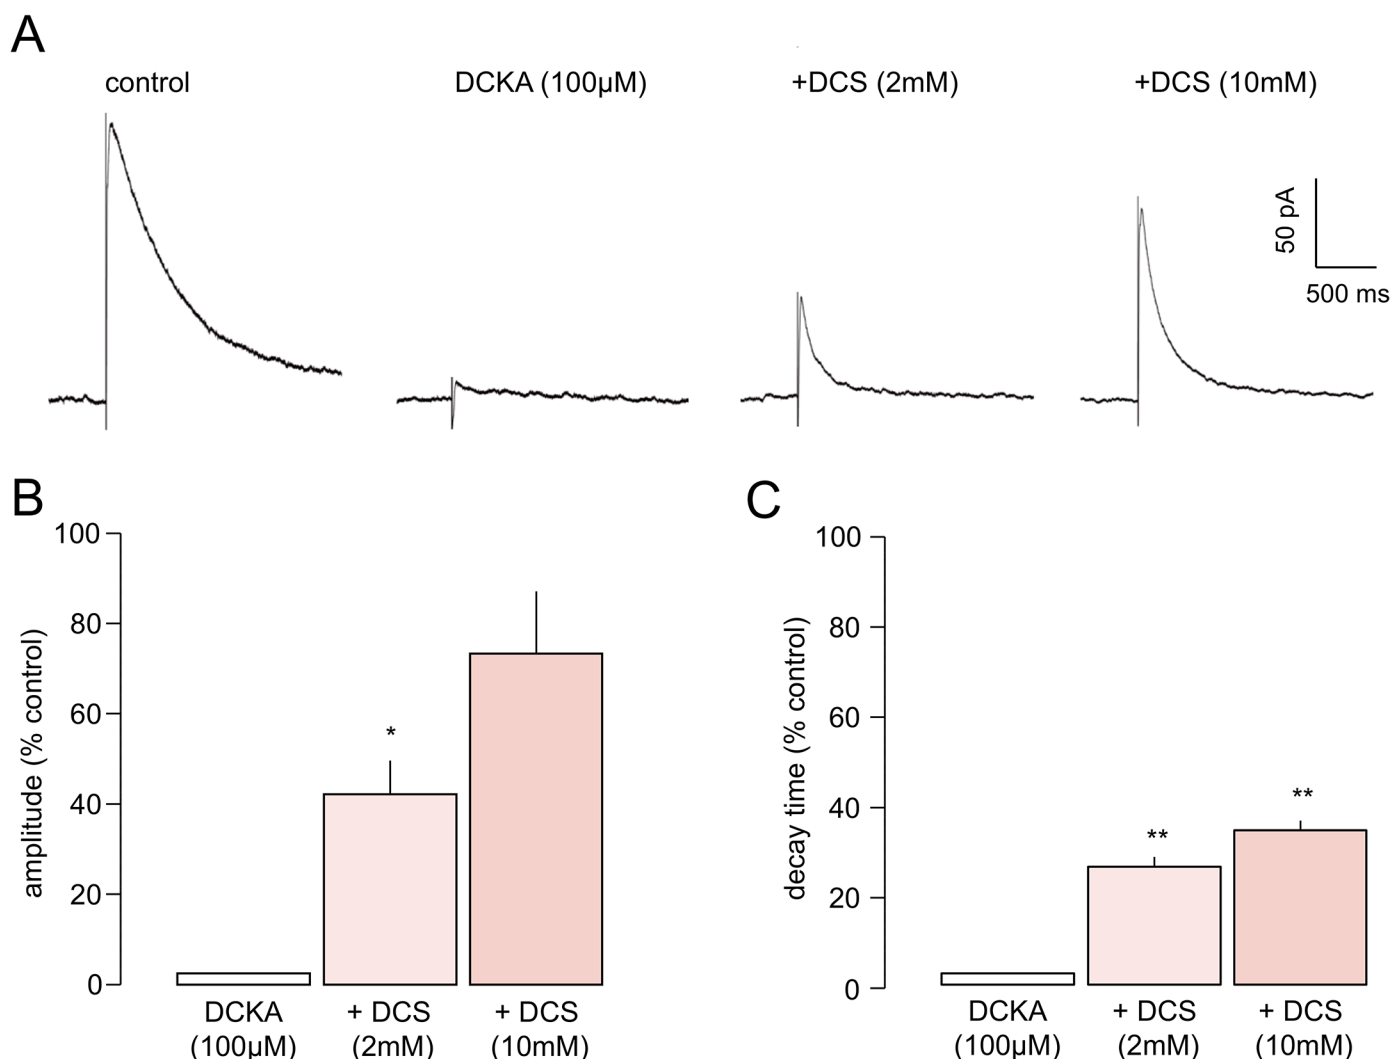 A
control
DCKA (100µM)
+DCS (2mM)
+DCS (10mM)
50 pA
500 ms
B
amplitude (% control)
100
80
60
40
20
0
*
DCKA
(100µM)
+ DCS
(2mM)
+ DCS
(10mM)
C
decay time (% control)
100
80
60
40
20
0
**
**
DCKA
(100µM)
+ DCS
(2mM)
+ DCS
(10mM)